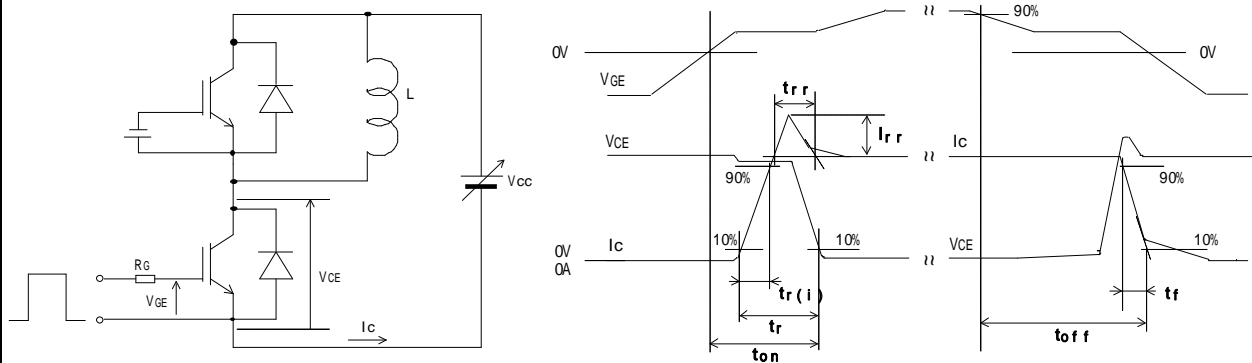 L
Vcc
RG
VGE
VCE
Ic
0V
VGE
VCE
0V
0A
Ic
90%
10%
10%
trr
Irr
tr(i)
tr
ton
≈
≈
≈
90%
0V
Ic
90%
VCE
10%
tf
toff